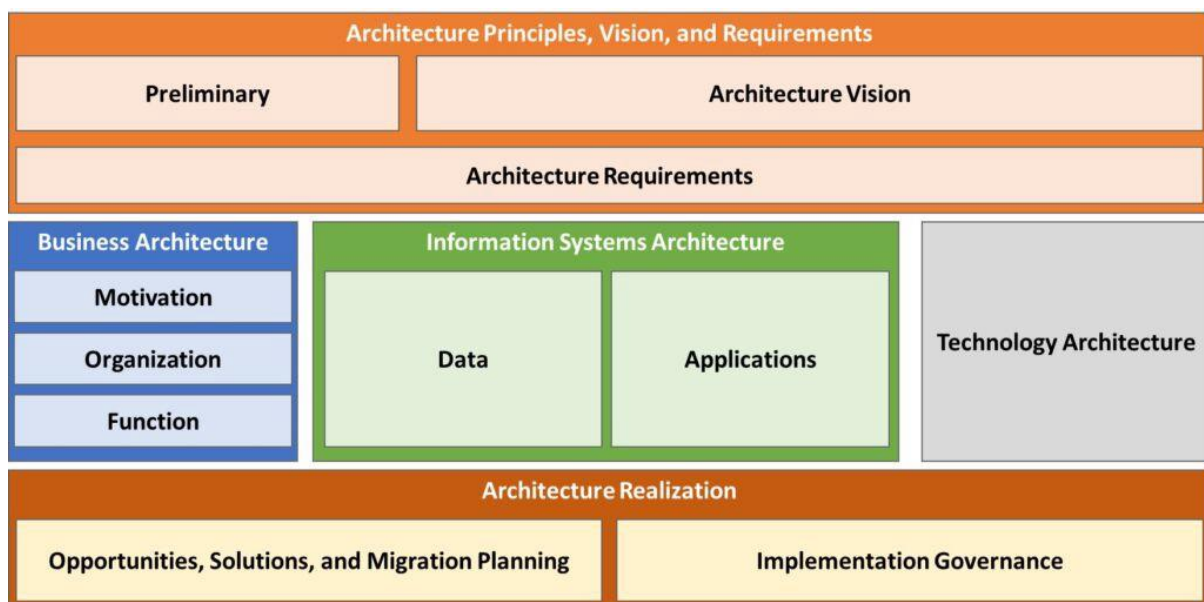 Architecture Principles, Vision, and Requirements
Preliminary
Architecture Vision
Architecture Requirements
Business Architecture
Motivation
Organization
Function
Information Systems Architecture
Data
Applications
Technology Architecture
Architecture Realization
Opportunities, Solutions, and Migration Planning
Implementation Governance